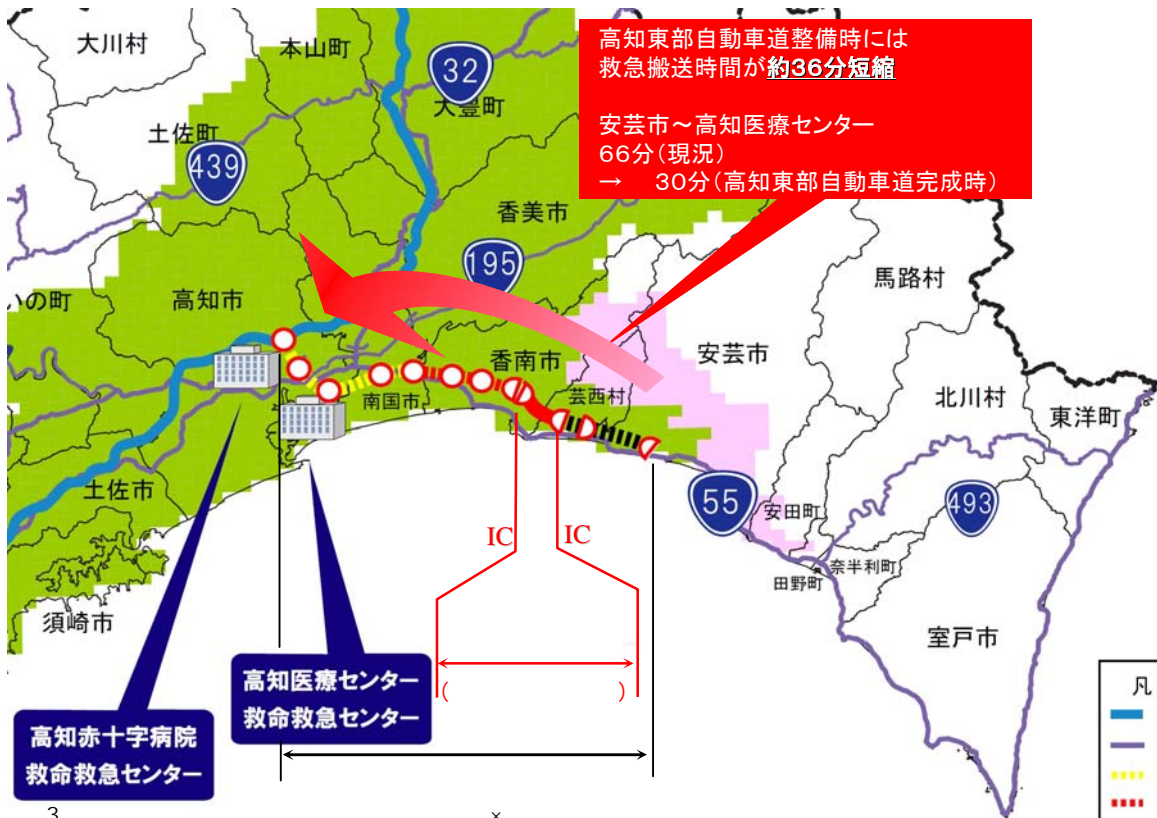 大川村
本山町
高知東部自動車道整備時には
救急搬送時間が約36分短縮
安芸市～高知医療センター
66分(現況)
→ 30分(高知東部自動車道完成時)
32
大豊町
土佐町
439
香美市
195
馬路村
いの町
高知市
香南市
安芸市
芸西村
南国市
北川村
東洋町
土佐市
55
安田町
493
IC
IC
奈半利町
田野町
須崎市
室戸市
高知医療センター
救命救急センター
( )
高知赤十字病院
救命救急センター
凡
3
×